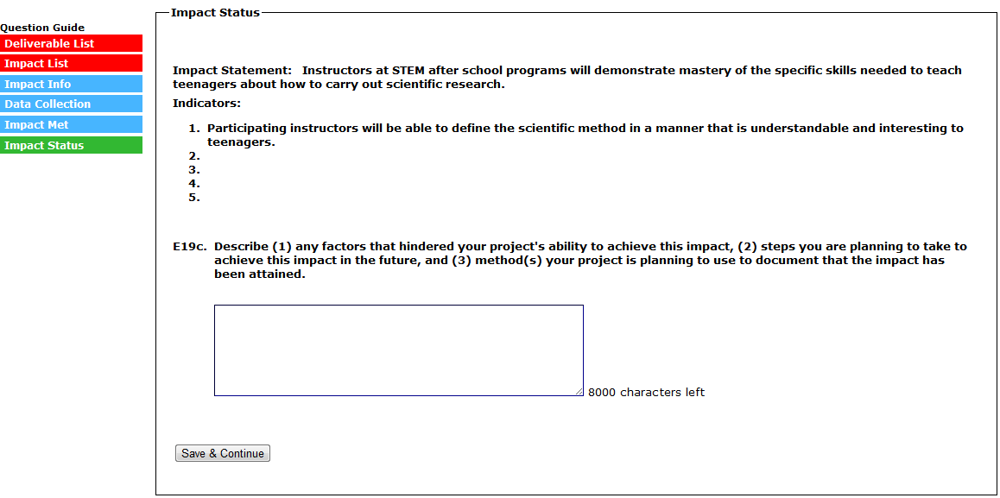 Impact Status
Question Guide
Deliverable List
Impact List
Impact Info
Data Collection
Impact Met
Impact Status
Impact Statement:   Instructors at STEM after school programs will demonstrate mastery of the specific skills needed to teach
teenagers about how to carry out scientific research.
Indicators:
1. Participating instructors will be able to define the scientific method in a manner that is understandable and interesting to
teenagers.
2.
3.
4.
5.
E19c. Describe (1) any factors that hindered your project's ability to achieve this impact, (2) steps you are planning to take to
achieve this impact in the future, and (3) method(s) your project is planning to use to document that the impact has
been attained.
8000 characters left
Save & Continue